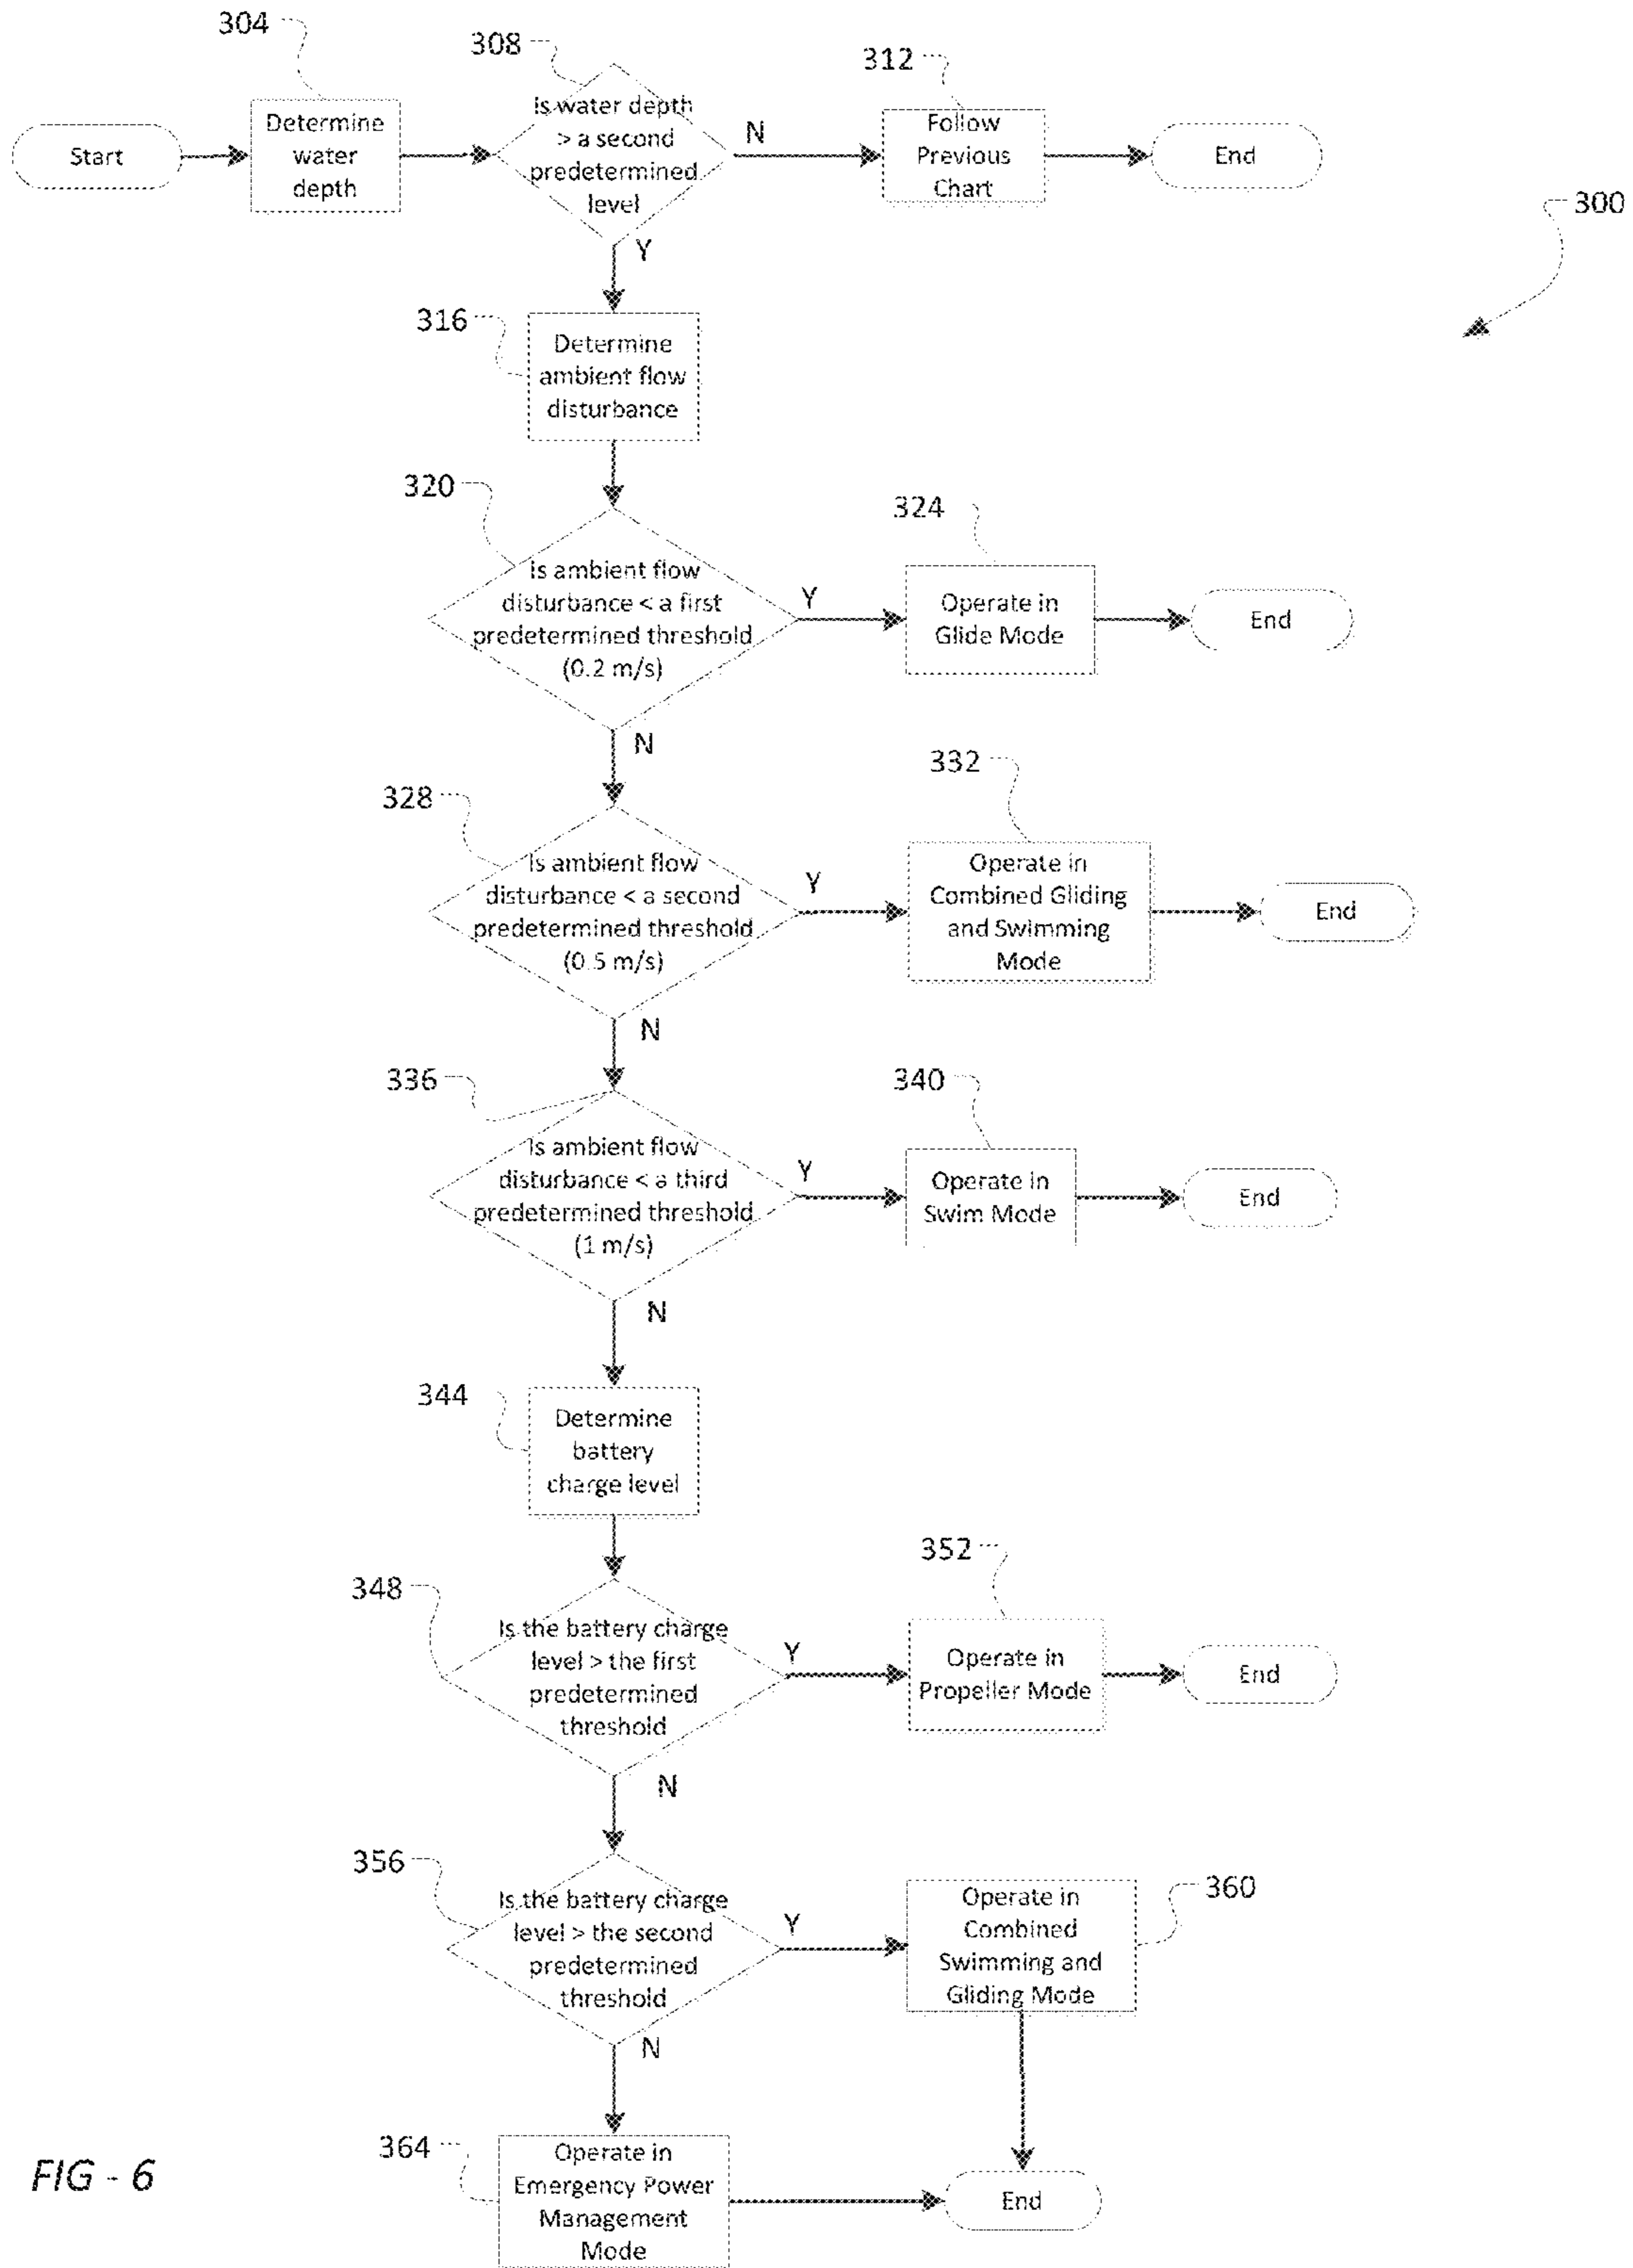 304
308
312
Start
Determine
water
depth
Is water depth
> a second
predetermined
level
N
Follow
Previous
Chart
End
300
Y
316
Determine
ambient flow
disturbance
320
324
Is ambient flow
disturbance < a first
predetermined threshold
(0.2 m/s)
Y
Operate in
Glide Mode
End
N
328
332
Is ambient flow
disturbance < a second
predetermined threshold
(0.5 m/s)
Y
Operate in
Combined Gliding
and Swimming
Mode
End
N
336
340
Is ambient flow
disturbance < a third
predetermined threshold
(1 m/s)
Y
Operate in
Swim Mode
End
N
344
Determine
battery
charge level
348
352
Is the battery charge
level > the first
predetermined
threshold
Y
Operate in
Propeller Mode
End
N
356
360
Is the battery charge
level > the second
predetermined
threshold
Y
Operate in
Combined
Swimming and
Gliding Mode
N
364
Operate in
Emergency Power
Management
Mode
End
FIG - 6